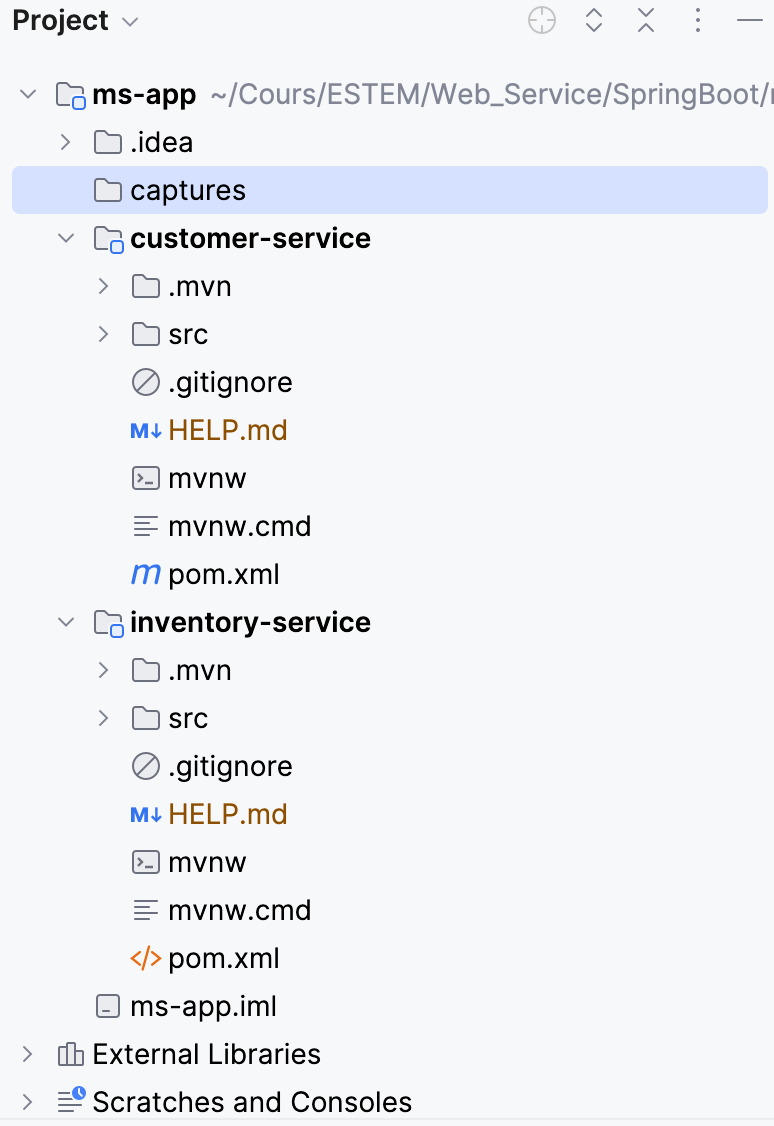 Project
ms-app ~/Cours/ESTEM/Web_Service/SpringBoot/
.idea
captures
customer-service
.mvn
src
.gitignore
M↓ HELP.md
mvnw
mvnw.cmd
m pom.xml
inventory-service
.mvn
src
.gitignore
M↓ HELP.md
mvnw
mvnw.cmd
</> pom.xml
ms-app.iml
External Libraries
Scratches and Consoles